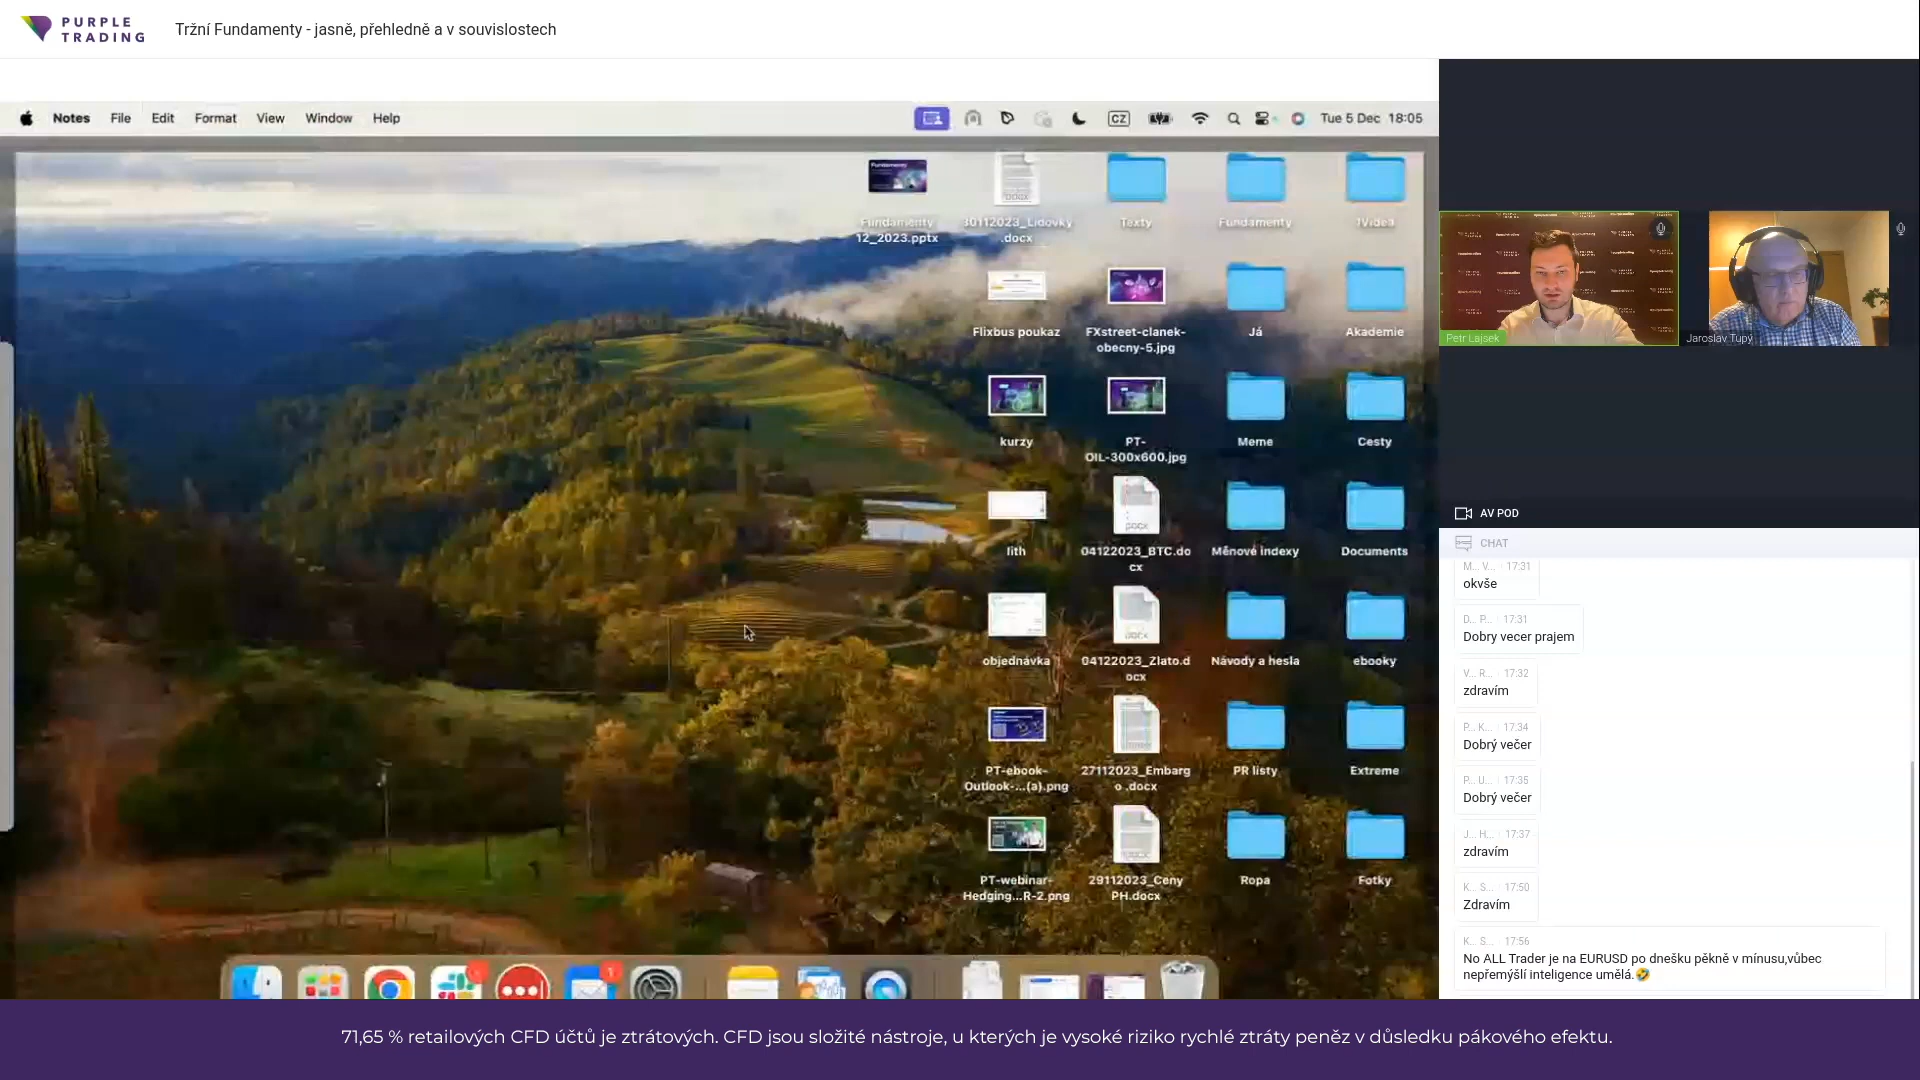 PURPLE
TRADING
Tržní Fundamenty - jasně, přehledně a v souvislostech
Notes File Edit Format View Window Help
CZ
Tue 5 Dec 18:05
Fundamenty
12_2023.pptx
30112023_Lidovky
.docx
Texty
Fundamenty
JVidea
Flixbus poukaz
FXstreet-clanek-
obecny-5.jpg
Já
Akademie
kurzy
PT-
OIL-300x600.jpg
Meme
Cesty
lith
04122023_BTC.do
cx
Měnové indexy
Documents
objednávka
04122023_Zlato.d
ocx
Návody a hesla
ebooky
PT-ebook-
Outlook-...(a).png
27112023_Embarg
o .docx
PR listy
Extreme
PT-webinar-
Hedging...R-2.png
29112023_Ceny
PH.docx
Ropa
Fotky
Petr Lajsek
Jaroslav Tupý
AV POD
CHAT
M... V... · 17:31
okvše
D... P... · 17:31
Dobry vecer prajem
V... R... · 17:32
zdravím
P... K... · 17:34
Dobrý večer
P... U... · 17:35
Dobrý večer
J... H... · 17:37
zdravím
K... S... · 17:50
Zdravím
K... S... · 17:56
No ALL Trader je na EURUSD po dnešku pěkně v mínusu,vůbec
nepřemýšlí inteligence umělá.🤣
71,65 % retailových CFD účtů je ztrátových. CFD jsou složité nástroje, u kterých je vysoké riziko rychlé ztráty peněz v důsledku pákového efektu.